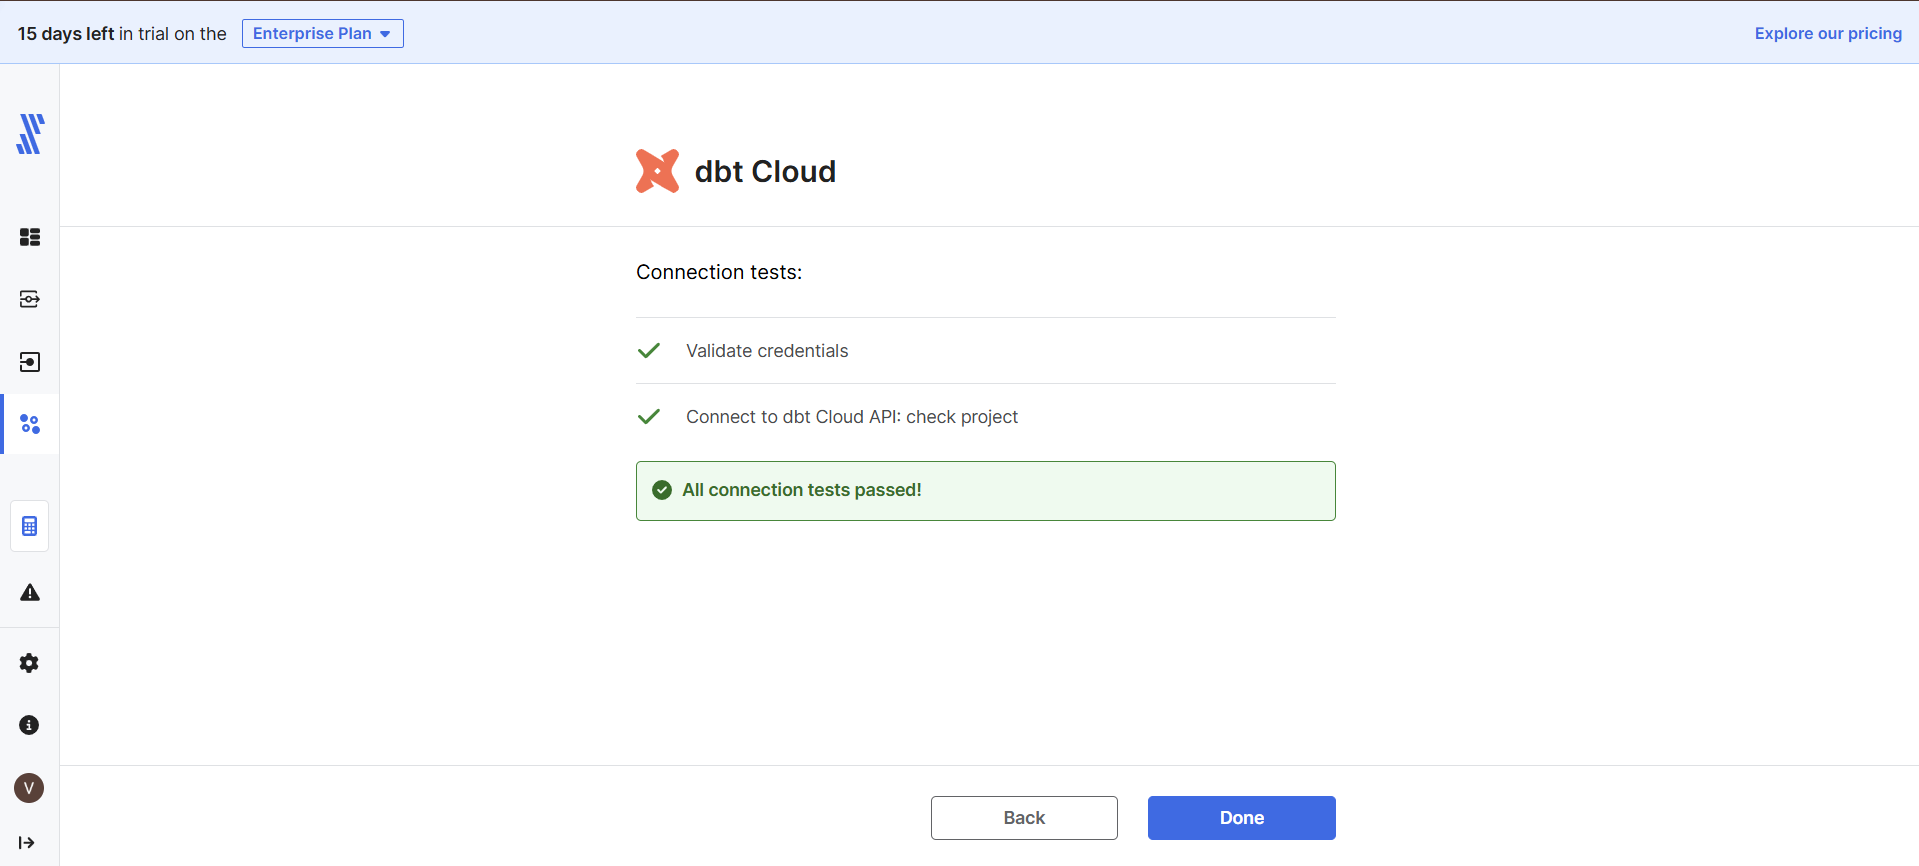 15 days left in trial on the Enterprise Plan Explore our pricing
dbt Cloud
Connection tests:
Validate credentials
Connect to dbt Cloud API: check project
All connection tests passed!
V
Back Done